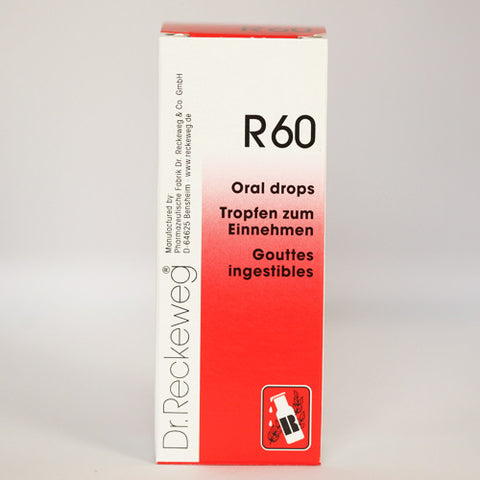 R60
R60
Oral drops
Tropfen zum
Einnehmen
Gouttes
ingestibles
Manufactured by:
Pharmazeutische Fabrik Dr. Reckeweg & Co. GmbH
D-64625 Bensheim · www.reckeweg.de
Dr.Reckeweg®
R